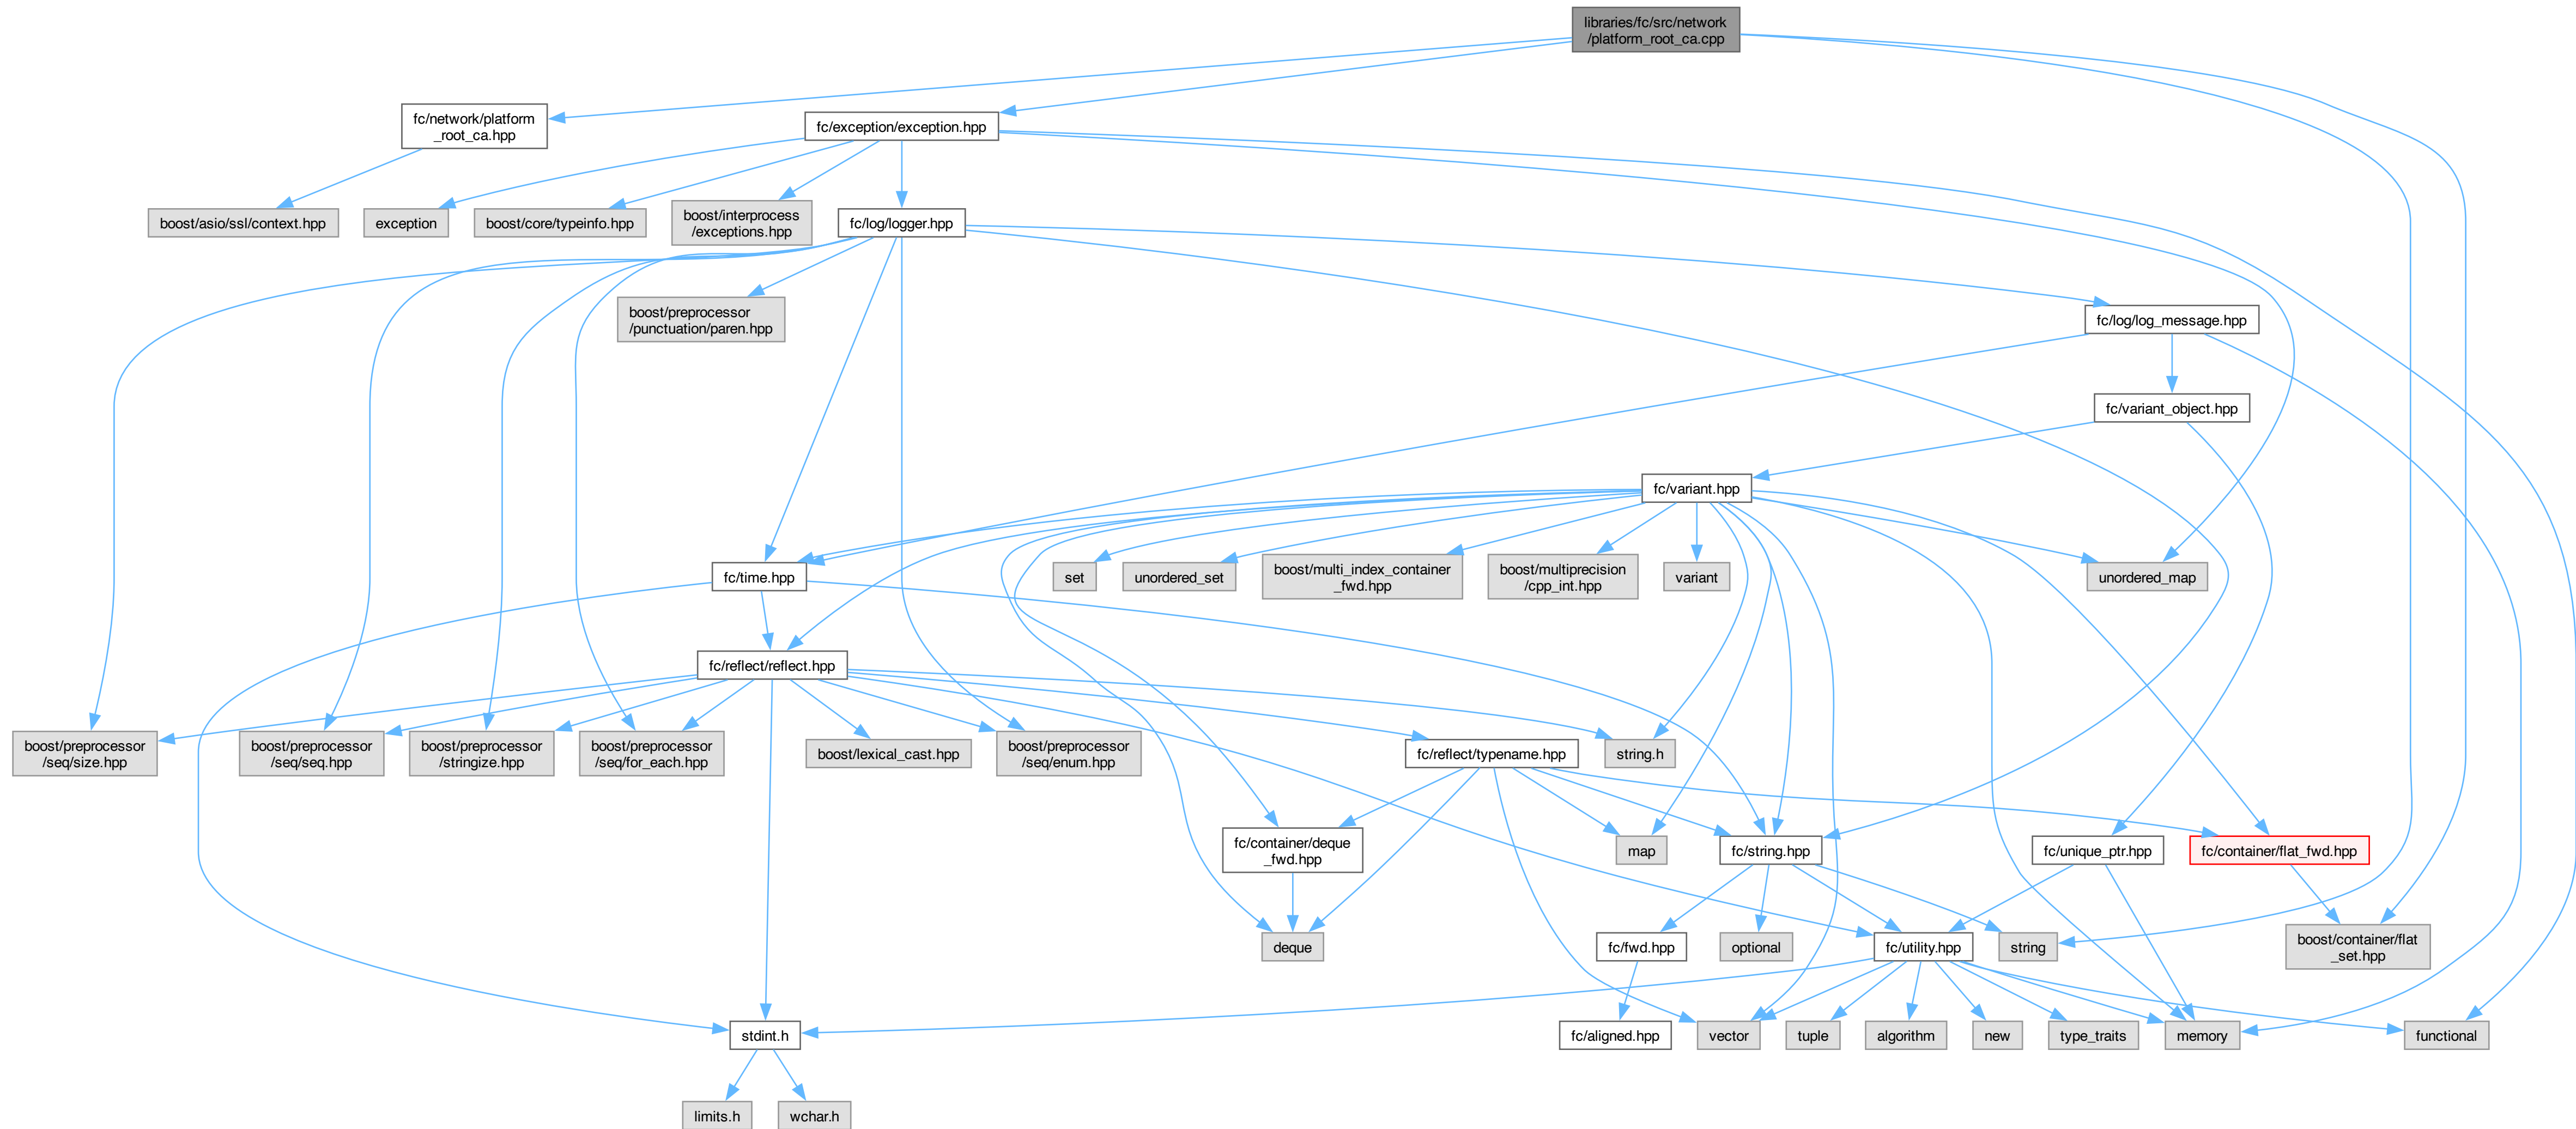 libraries/fc/src/network
/platform_root_ca.cpp
fc/network/platform
_root_ca.hpp
fc/exception/exception.hpp
boost/asio/ssl/context.hpp
exception
boost/core/typeinfo.hpp
boost/interprocess
/exceptions.hpp
fc/log/logger.hpp
boost/preprocessor
/punctuation/paren.hpp
fc/log/log_message.hpp
fc/variant_object.hpp
fc/variant.hpp
fc/time.hpp
set
unordered_set
boost/multi_index_container
_fwd.hpp
boost/multiprecision
/cpp_int.hpp
variant
unordered_map
fc/reflect/reflect.hpp
boost/preprocessor
/seq/size.hpp
boost/preprocessor
/seq/seq.hpp
boost/preprocessor
/stringize.hpp
boost/preprocessor
/seq/for_each.hpp
boost/lexical_cast.hpp
boost/preprocessor
/seq/enum.hpp
fc/reflect/typename.hpp
string.h
fc/container/deque
_fwd.hpp
map
fc/string.hpp
fc/unique_ptr.hpp
fc/container/flat_fwd.hpp
deque
fc/fwd.hpp
optional
fc/utility.hpp
string
boost/container/flat
_set.hpp
stdint.h
fc/aligned.hpp
vector
tuple
algorithm
new
type_traits
memory
functional
limits.h
wchar.h